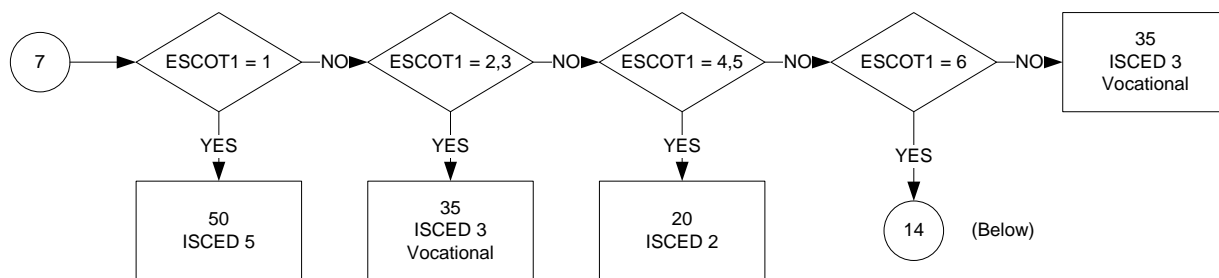 7
ESCOT1 = 1
NO
ESCOT1 = 2,3
NO
ESCOT1 = 4,5
NO
ESCOT1 = 6
NO
35
ISCED 3
Vocational
YES
YES
YES
YES
50
ISCED 5
35
ISCED 3
Vocational
20
ISCED 2
14
(Below)